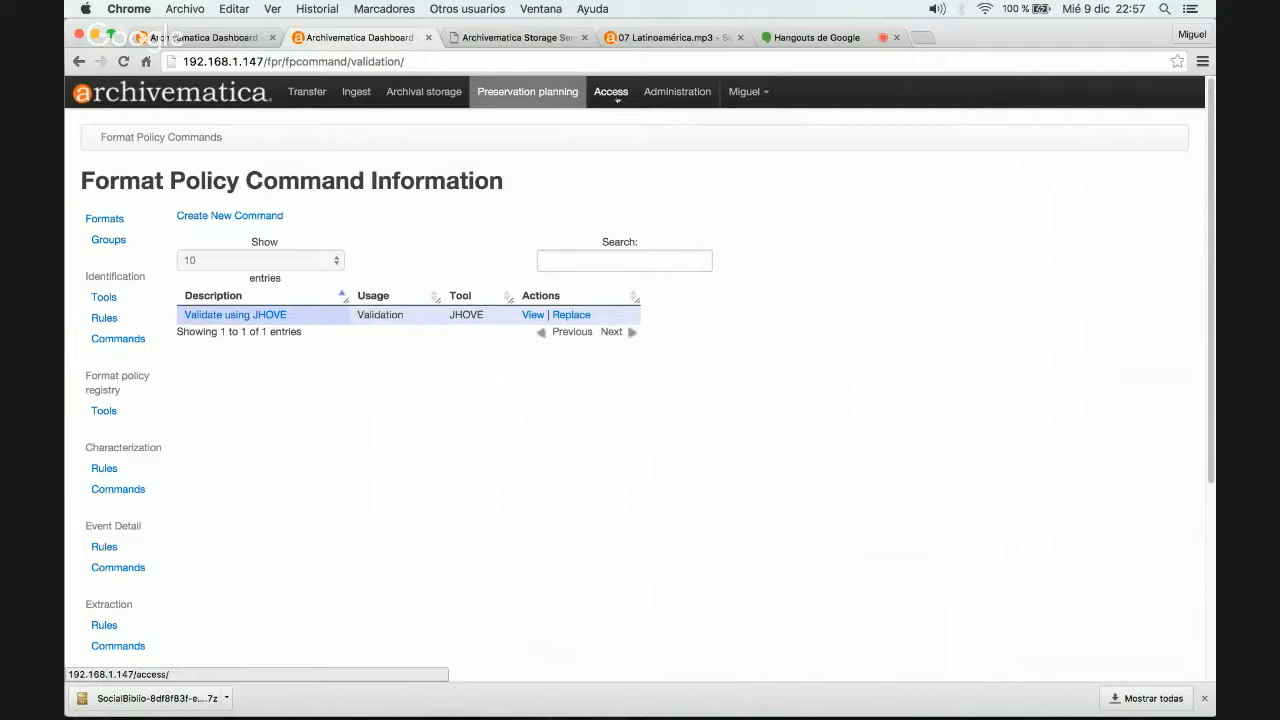 Chrome Archivo Editar Ver Historial Marcadores Otros usuarios Ventana Ayuda 100 % Mié 9 dic 22:57
Google
Archivematica Dashboard Archivematica Storage Ser 07 Latinoamérica.mp3 - Hangouts de Google Miguel
192.168.1.147/fpr/fpcommand/validation/
archivematica Transfer Ingest Archival storage Preservation planning Access Administration Miguel
Format Policy Commands
Format Policy Command Information
Formats
Groups
Identification
Tools
Rules
Commands
Format policy
registry
Tools
Characterization
Rules
Commands
Event Detail
Rules
Commands
Extraction
Rules
Commands
Create New Command
Show
10
entries
Search:
Description Usage Tool Actions
Validate using JHOVE Validation JHOVE View | Replace
Showing 1 to 1 of 1 entries Previous Next
192.168.1.147/access/
SocialBiblio-8df8f83f-e....7z Mostrar todas